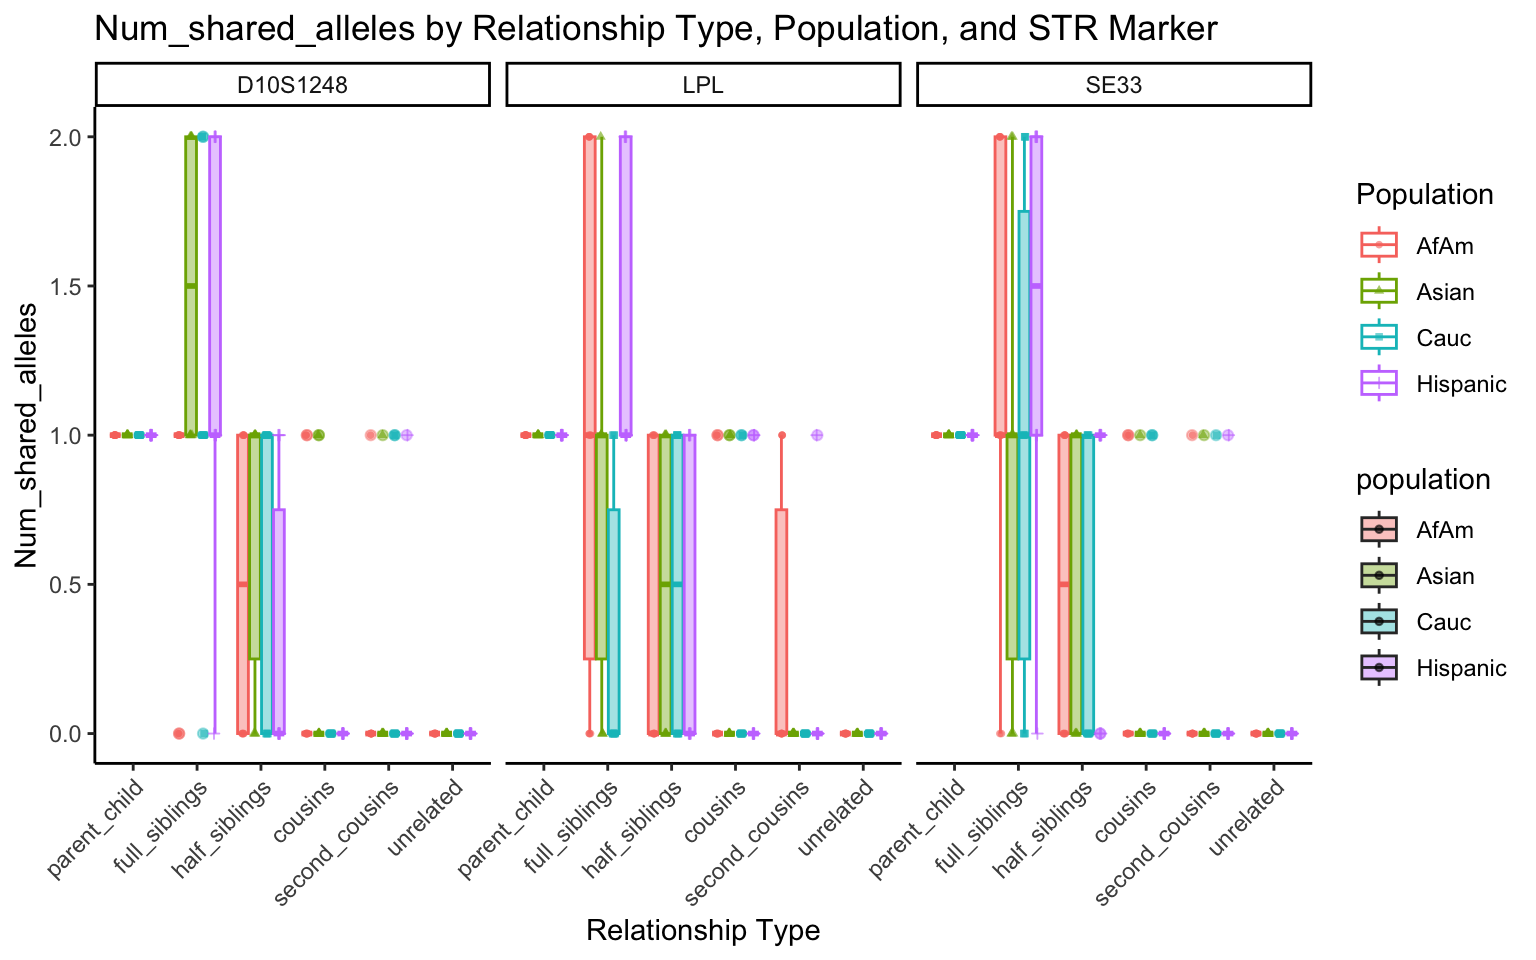 Num_shared_alleles by Relationship Type, Population, and STR Marker
D10S1248
LPL
SE33
Num_shared_alleles
2.0
1.5
1.0
0.5
0.0
parent_child
full_siblings
half_siblings
cousins
second_cousins
unrelated
parent_child
full_siblings
half_siblings
cousins
second_cousins
unrelated
parent_child
full_siblings
half_siblings
cousins
second_cousins
unrelated
Relationship Type
Population
AfAm
Asian
Cauc
Hispanic
population
AfAm
Asian
Cauc
Hispanic